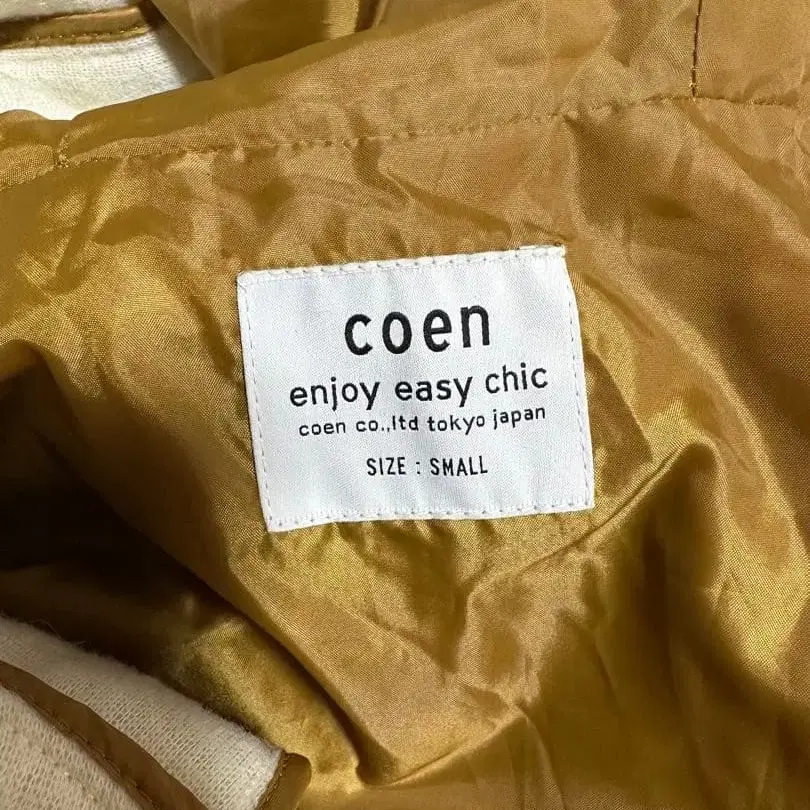 coen
enjoy easy chic
coen co.,ltd tokyo japan
SIZE : SMALL